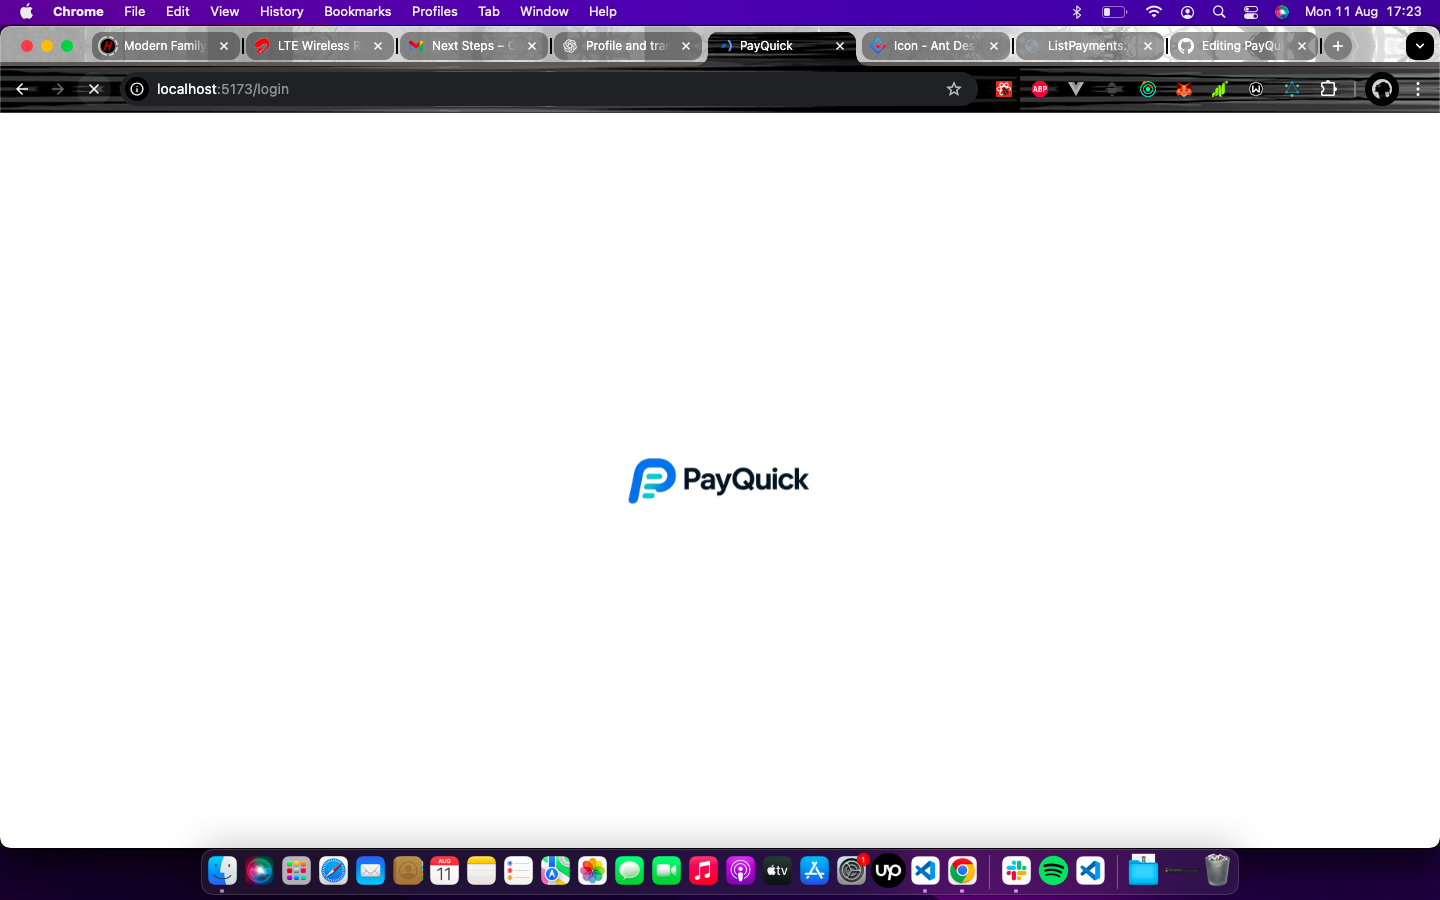 Chrome File Edit View History Bookmarks Profiles Tab Window Help Mon 11 Aug 17:23
Modern Family LTE Wireless R Next Steps – C Profile and tran PayQuick Icon - Ant Des ListPayments. Editing PayQui
localhost:5173/login
ABP
PayQuick
AUG
11
tv
1
up